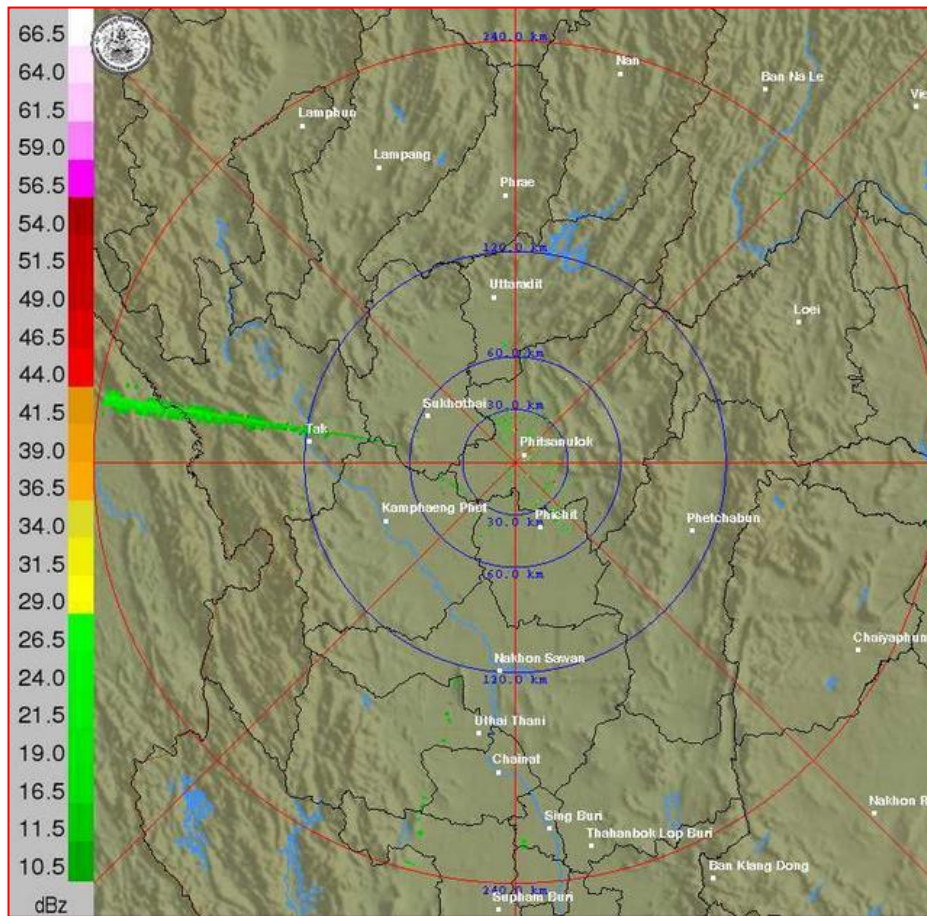 66.5
64.0
61.5
59.0
56.5
54.0
51.5
49.0
46.5
44.0
41.5
39.0
36.5
34.0
31.5
29.0
26.5
24.0
21.5
19.0
16.5
11.5
10.5
dBz
240.0 km
Nan
Ban Na Le
Vie
Lamphun
Lampang
Phrae
120.0 km
Uttaradit
Loei
60.0 km
30.0 km
Sukhothai
Tak
Phitsanulok
Kamphaeng Phet
Phichit
30.0 km
Phetchabun
60.0 km
Chaiyaphum
Nakhon Sawan
120.0 km
Uthai Thani
Chainat
Nakhon R
Sing Buri
Thahanbok Lop Buri
Ban Klang Dong
240.0 km
Supham Buri